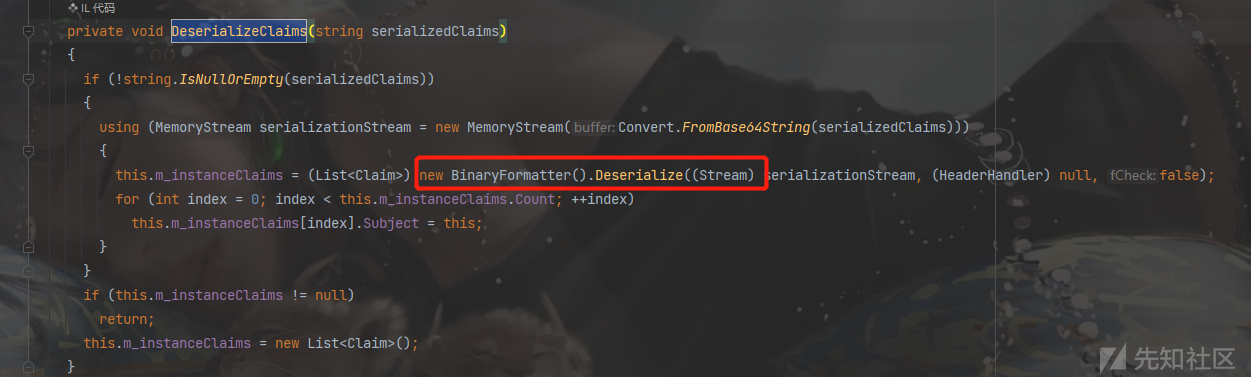 IL 代码
private void DeserializeClaims(string serializedClaims)
{
if (!string.IsNullOrEmpty(serializedClaims))
{
using (MemoryStream serializationStream = new MemoryStream( buffer: Convert.FromBase64String(serializedClaims)))
{
this.m_instanceClaims = (List<Claim>) new BinaryFormatter().Deserialize((Stream) serializationStream, (HeaderHandler) null, fCheck: false);
for (int index = 0; index < this.m_instanceClaims.Count; ++index)
this.m_instanceClaims[index].Subject = this;
}
}
if (this.m_instanceClaims != null)
return;
this.m_instanceClaims = new List<Claim>();
}
先知社区